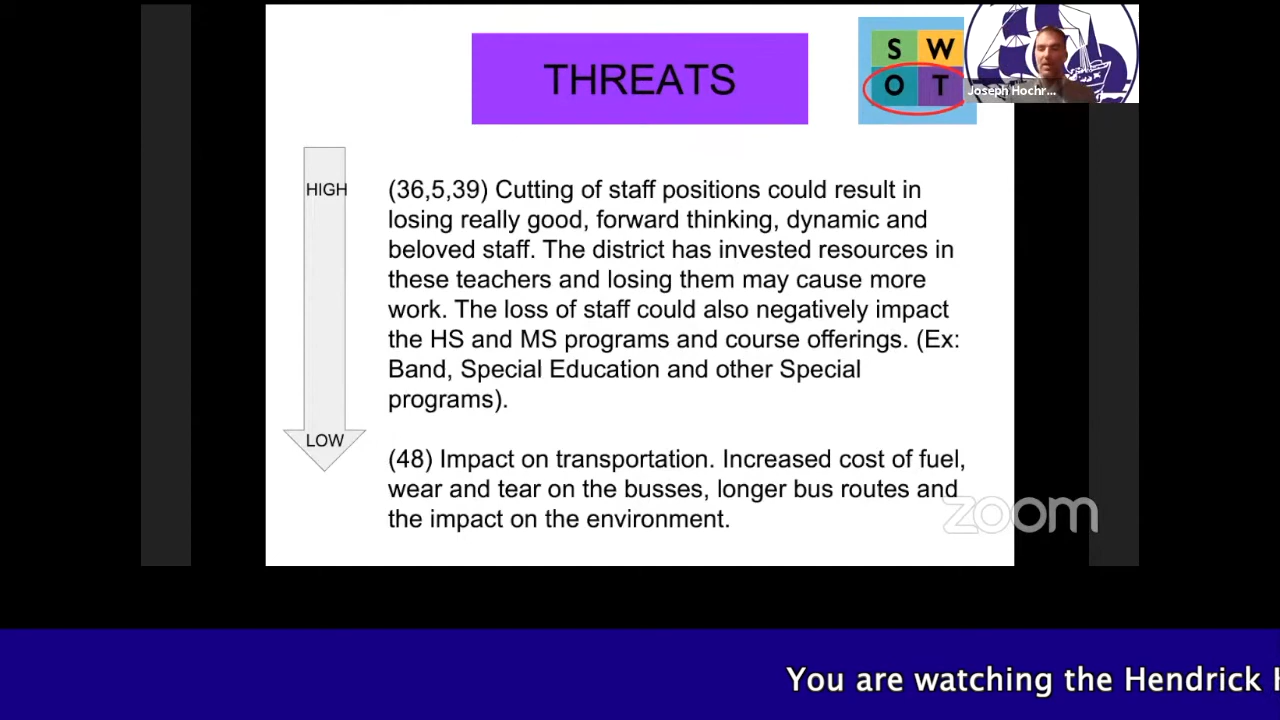 THREATS
S W
O T
Joseph Hochr...
HIGH
(36,5,39) Cutting of staff positions could result in
losing really good, forward thinking, dynamic and
beloved staff. The district has invested resources in
these teachers and losing them may cause more
work. The loss of staff could also negatively impact
the HS and MS programs and course offerings. (Ex:
Band, Special Education and other Special
programs).
LOW
(48) Impact on transportation. Increased cost of fuel,
wear and tear on the busses, longer bus routes and
the impact on the environment.
zoom
You are watching the Hendrick H